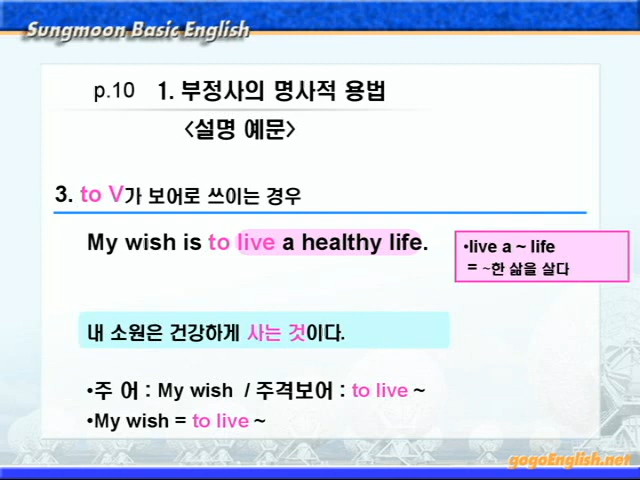 Sungmoon Basic English
p.10 1. 부정사의 명사적 용법
<설명 예문>
3. to V가 보어로 쓰이는 경우
My wish is to live a healthy life.
•live a ~ life
= ~한 삶을 살다
내 소원은 건강하게 사는 것이다.
•주 어 : My wish / 주격보어 : to live ~
•My wish = to live ~
gogoEnglish.net